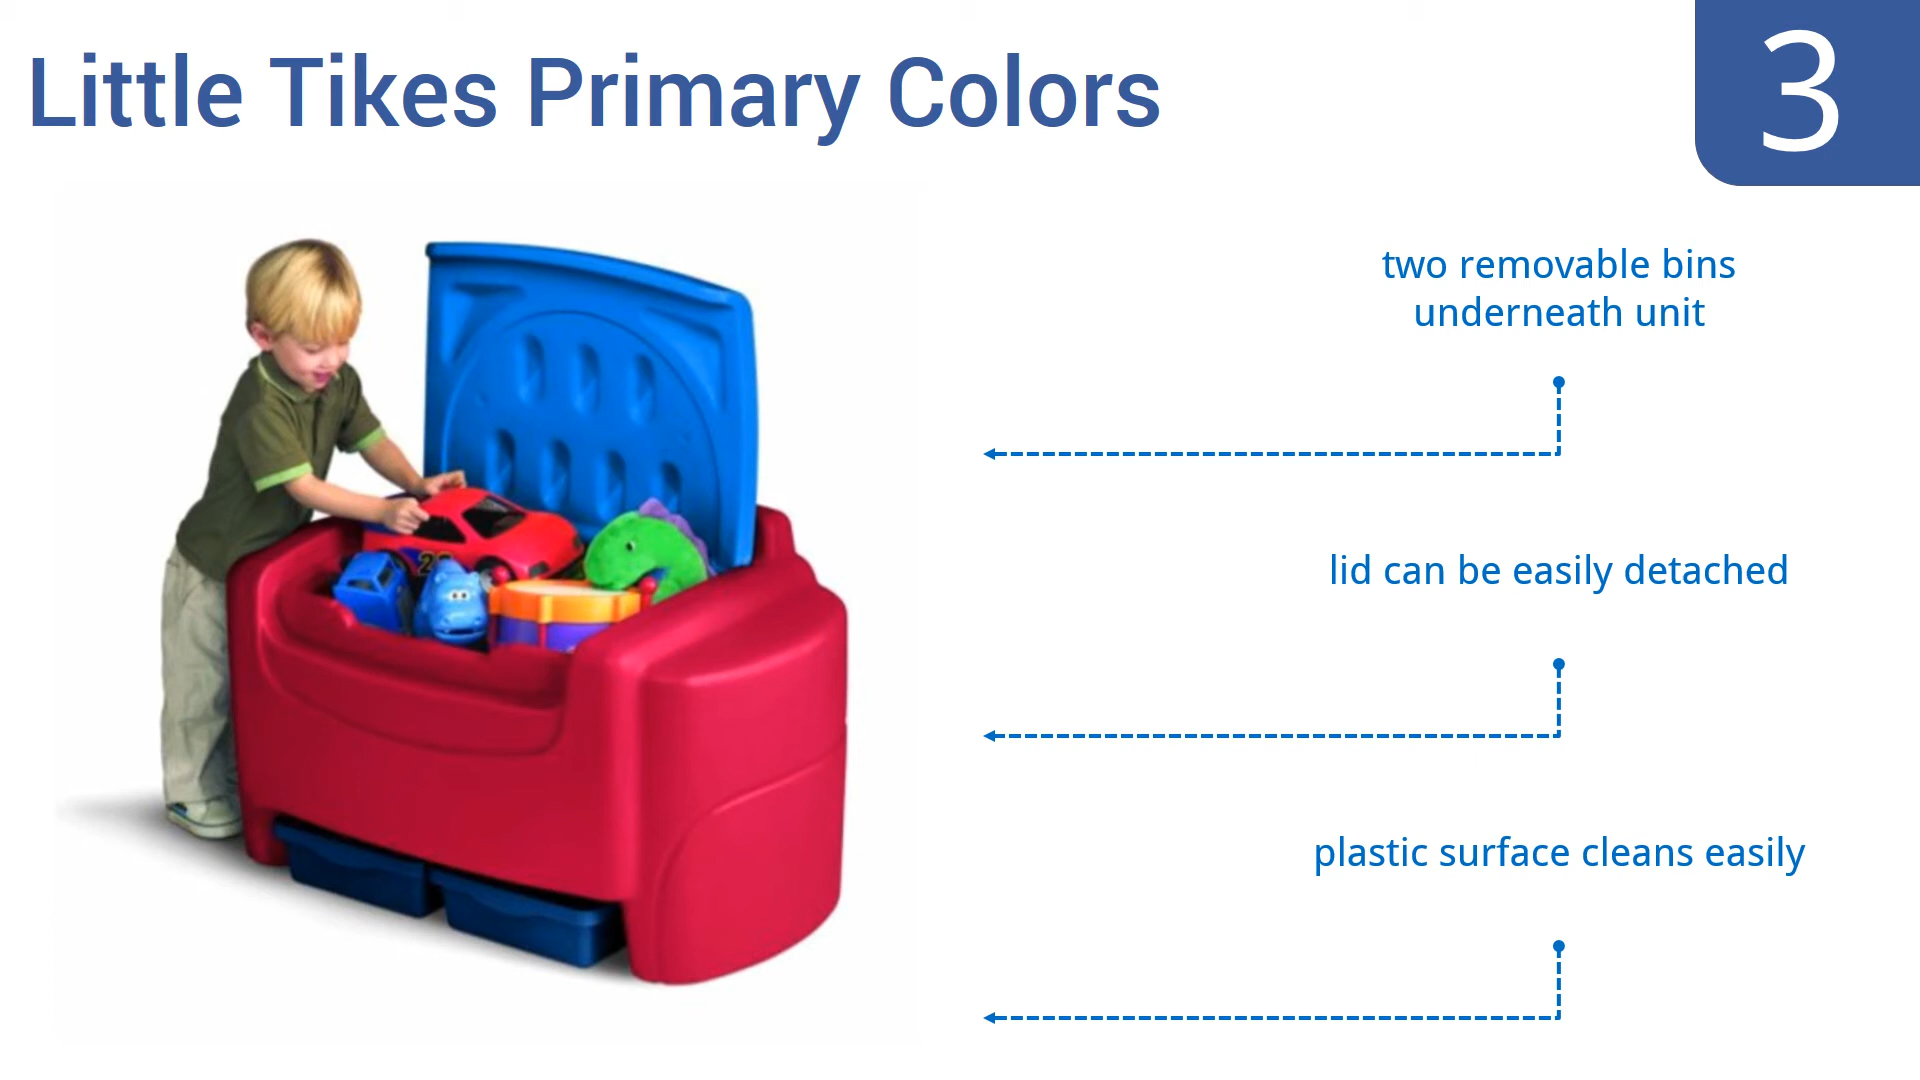 Little Tikes Primary Colors
3
two removable bins
underneath unit
lid can be easily detached
plastic surface cleans easily